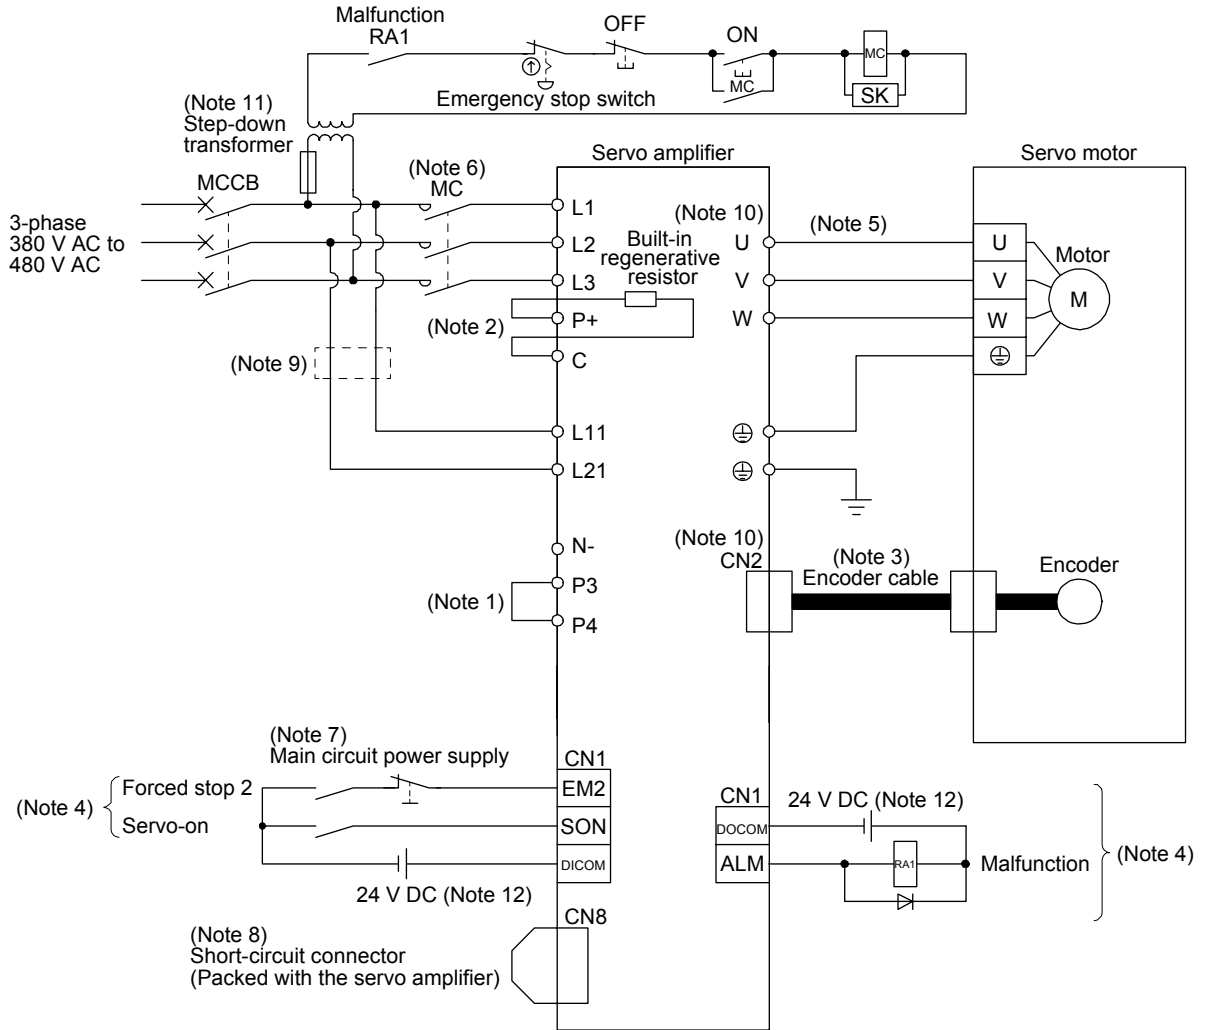 Malfunction
RA1
OFF
ON
MC
MC
SK
Emergency stop switch
(Note 11)
Step-down
transformer
MCCB
(Note 6)
MC
Servo amplifier
Servo motor
3-phase
380 V AC to
480 V AC
L1
L2
L3
P+
C
(Note 2)
Built-in
regenerative
resistor
(Note 10)
U
V
W
(Note 5)
U
V
W
Motor
M
(Note 9)
L11
L21
N-
P3
P4
(Note 1)
(Note 10)
CN2
(Note 3)
Encoder cable
Encoder
(Note 7)
Main circuit power supply
(Note 4)
Forced stop 2
Servo-on
CN1
EM2
SON
DICOM
24 V DC (Note 12)
CN1
DOCOM
ALM
24 V DC (Note 12)
RA1
Malfunction
(Note 4)
CN8
(Note 8)
Short-circuit connector
(Packed with the servo amplifier)